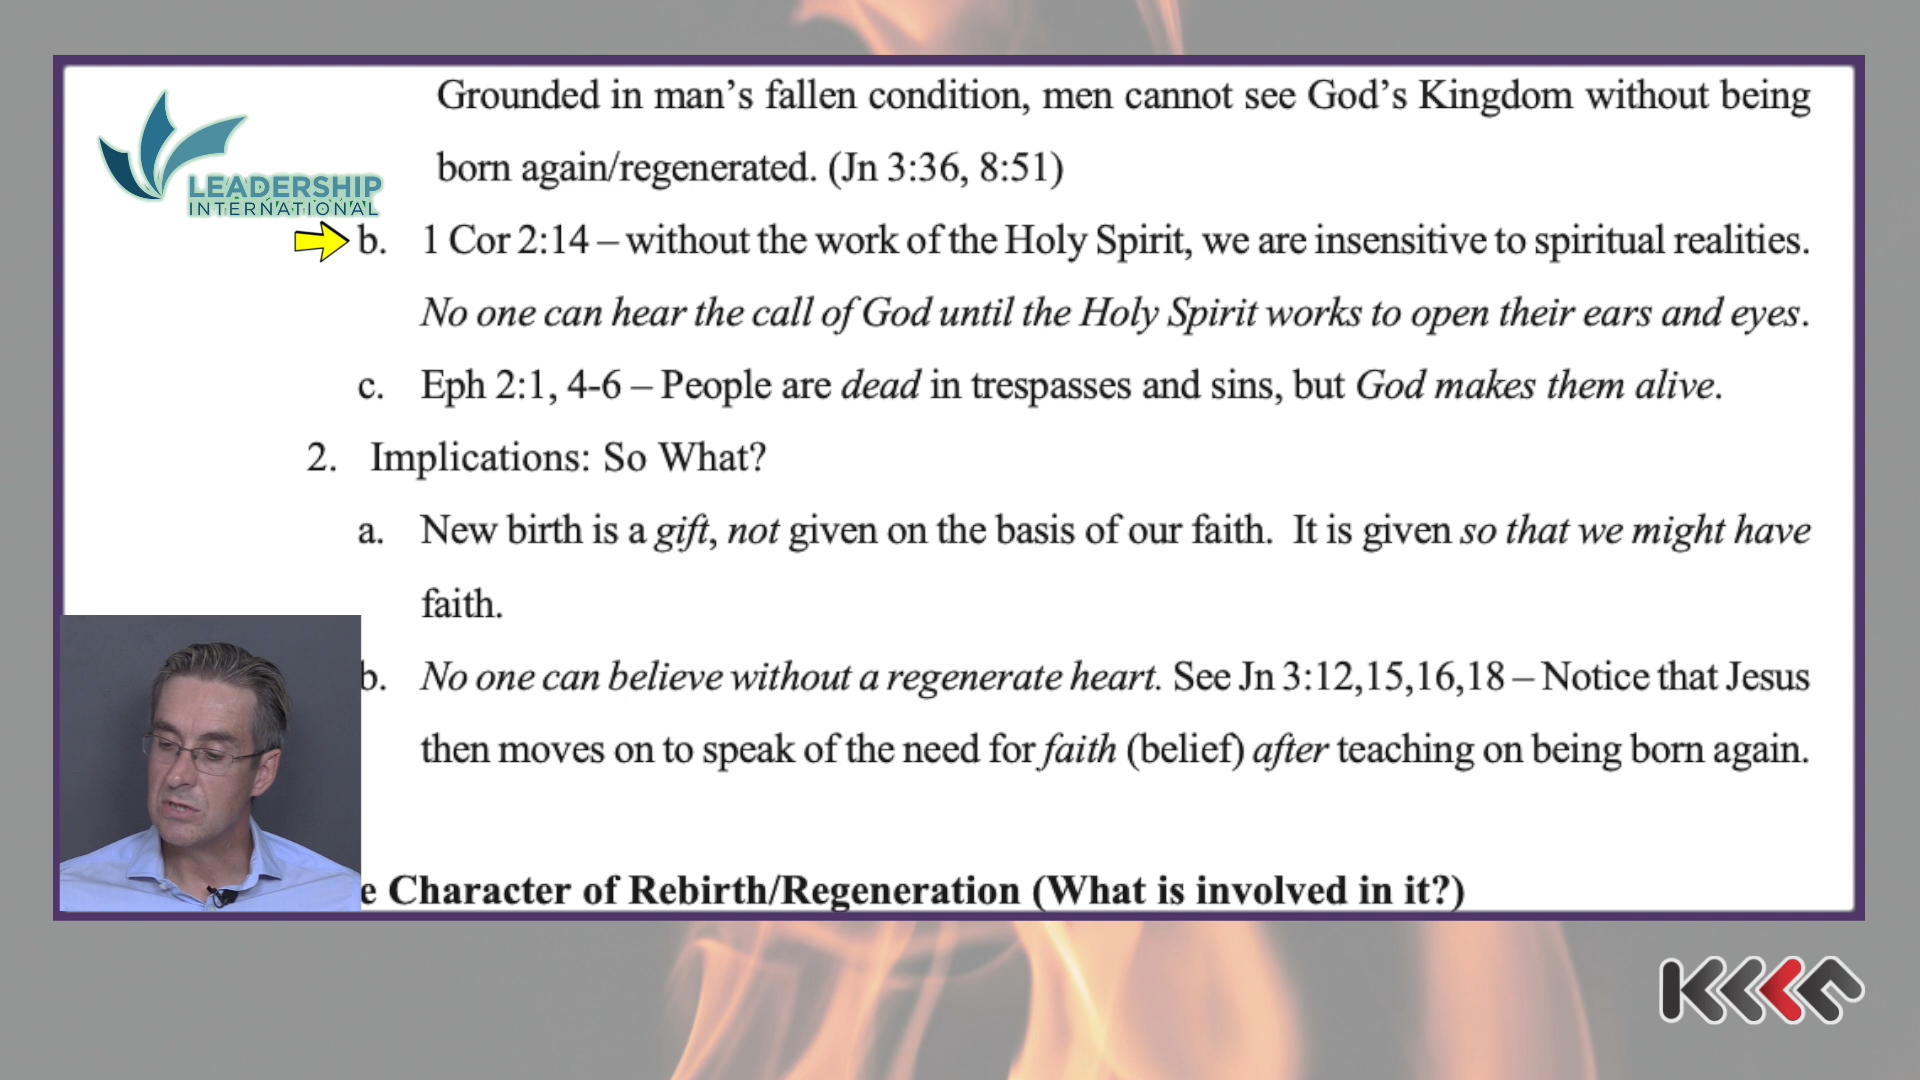 Grounded in man’s fallen condition, men cannot see God’s Kingdom without being
born again/regenerated. (Jn 3:36, 8:51)
LEADERSHIP
INTERNATIONAL
b. 1 Cor 2:14 – without the work of the Holy Spirit, we are insensitive to spiritual realities.
No one can hear the call of God until the Holy Spirit works to open their ears and eyes.
c. Eph 2:1, 4-6 – People are dead in trespasses and sins, but God makes them alive.
2. Implications: So What?
a. New birth is a gift, not given on the basis of our faith. It is given so that we might have
faith.
b. No one can believe without a regenerate heart. See Jn 3:12,15,16,18 – Notice that Jesus
then moves on to speak of the need for faith (belief) after teaching on being born again.
e Character of Rebirth/Regeneration (What is involved in it?)